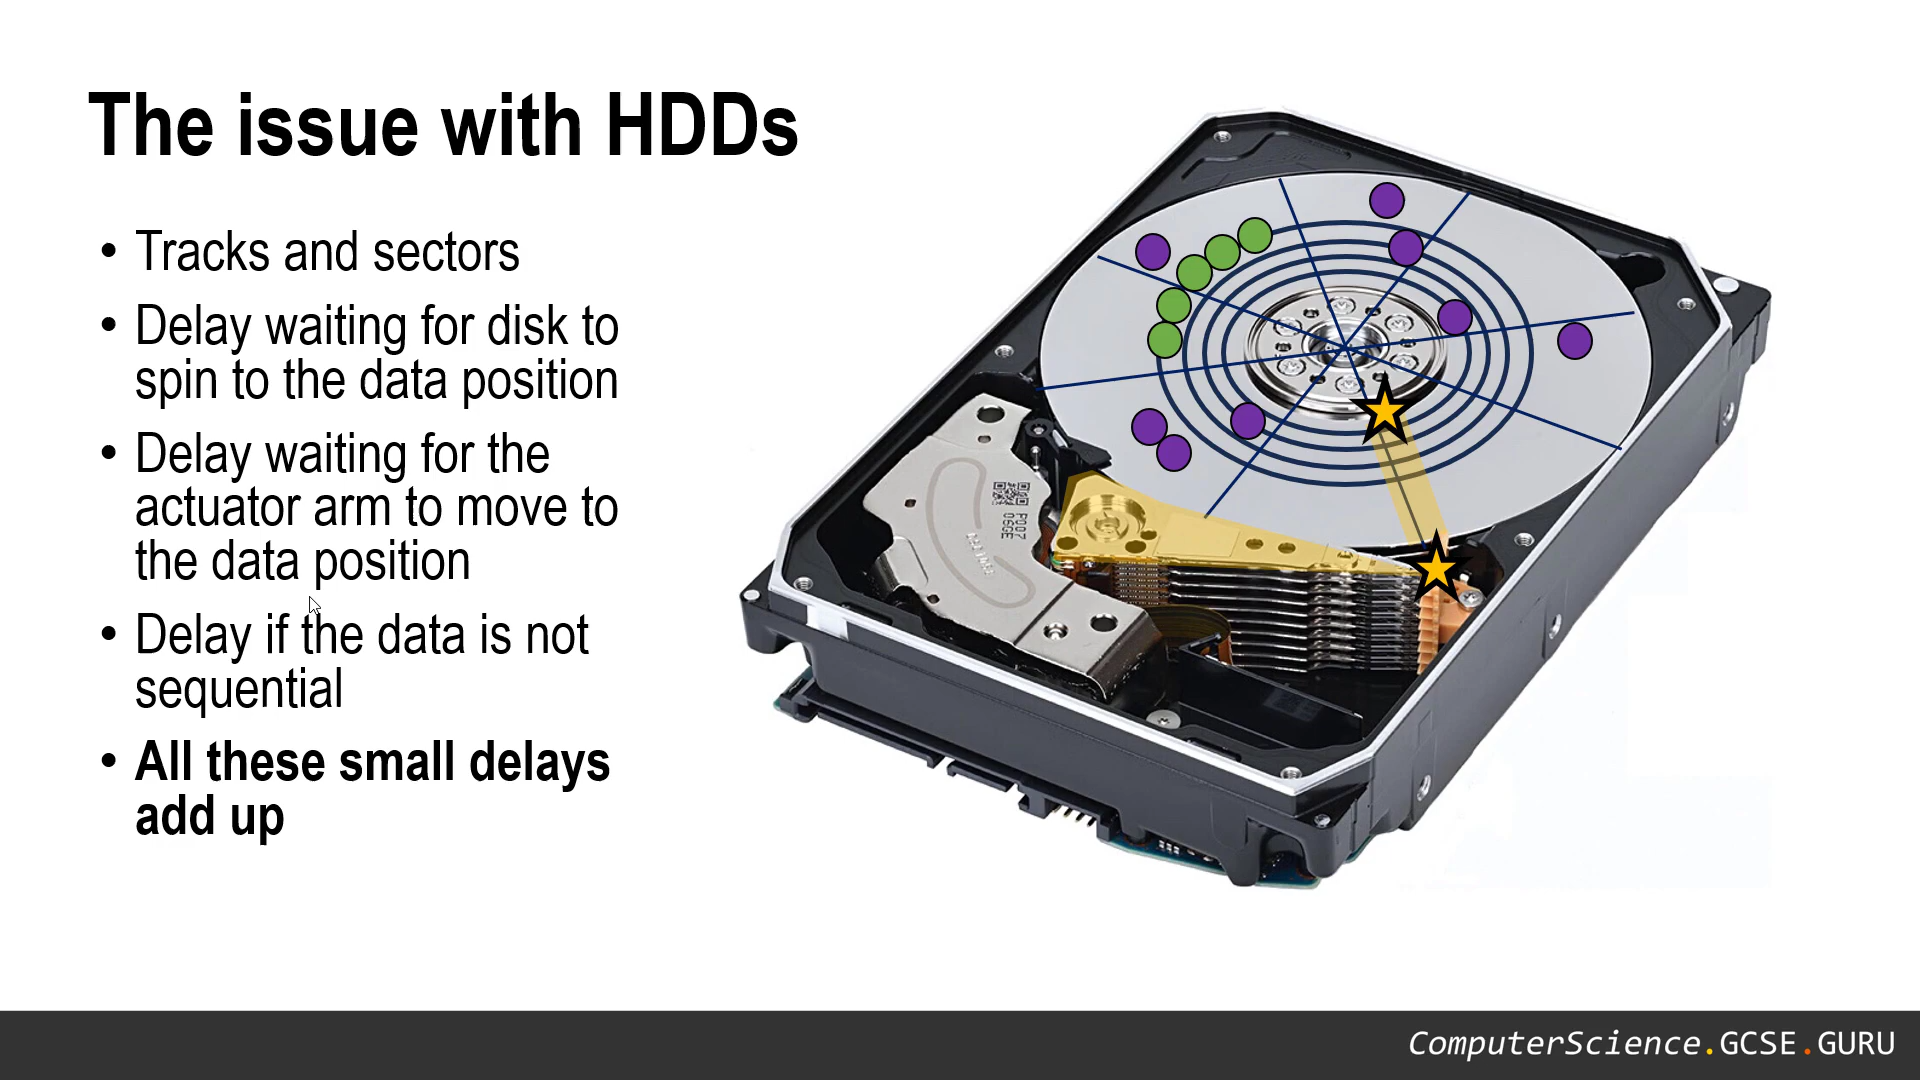 The issue with HDDs
• Tracks and sectors
• Delay waiting for disk to
spin to the data position
• Delay waiting for the
actuator arm to move to
the data position
• Delay if the data is not
sequential
• All these small delays
add up
ComputerScience.GCSE.GURU